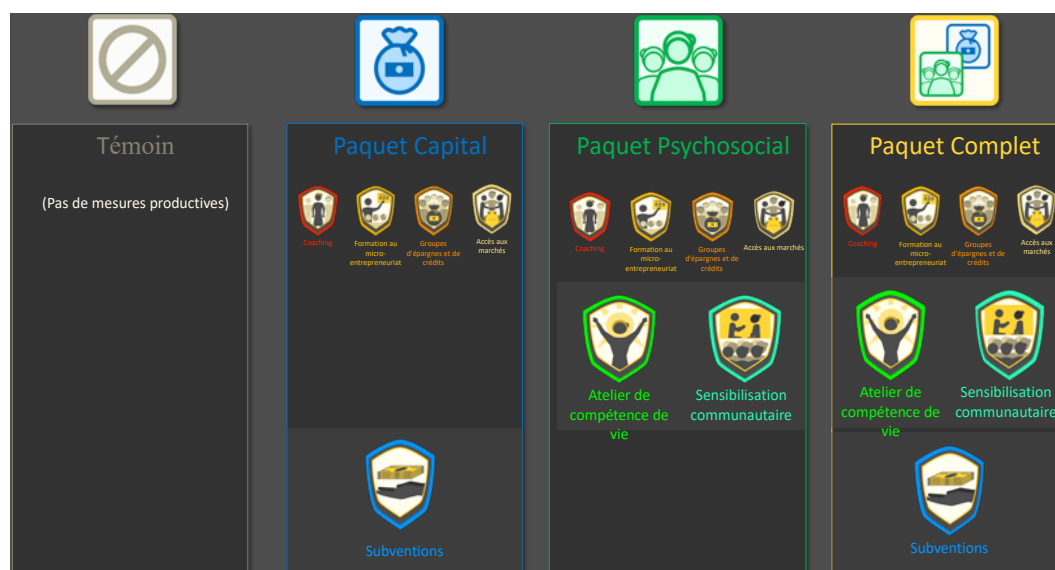 Témoin
(Pas de mesures productives)
Paquet Capital
Coaching
Formation au
micro-
entrepreneuriat
Groupes
d'épargnes et de
crédits
Accès aux
marchés
Subventions
Paquet Psychosocial
Coaching
Formation au
micro-
entrepreneuriat
Groupes
d'épargnes et de
crédits
Accès aux marchés
Atelier de
compétence de
vie
Sensibilisation
communautaire
Paquet Complet
Coaching
Formation au
micro-
entrepreneuriat
Groupes
d'épargnes et de
crédits
Accès aux
marchés
Atelier de
compétence de
vie
Sensibilisation
communautaire
Subventions